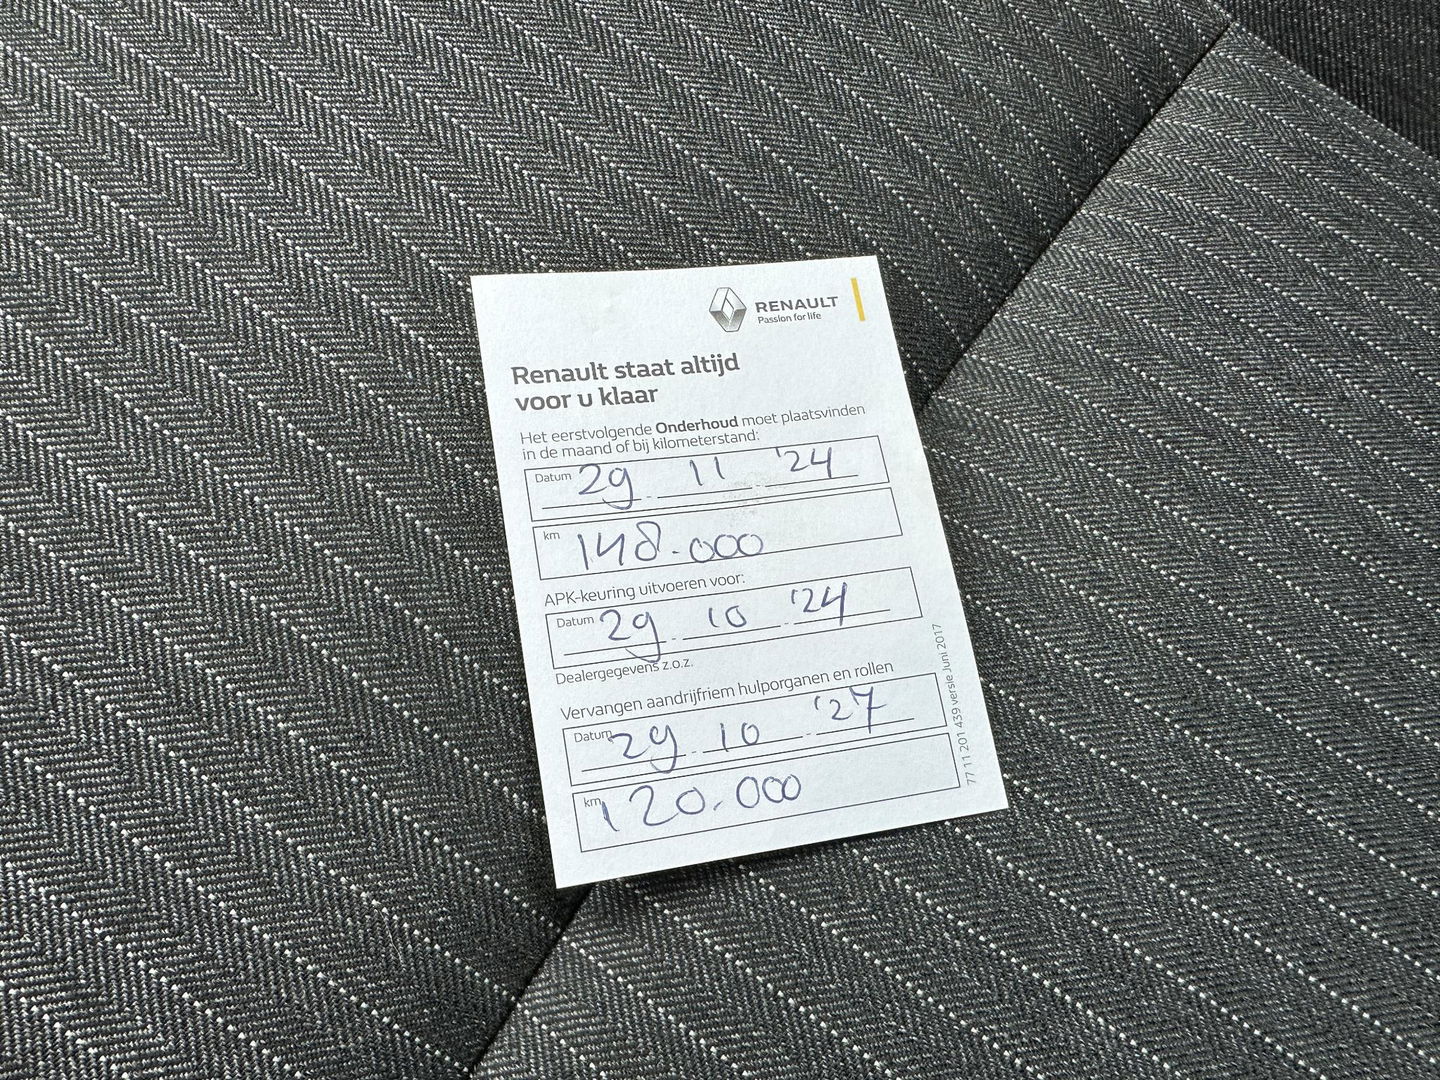 RENAULT
Passion for life
Renault staat altijd
voor u klaar
Het eerstvolgende Onderhoud moet plaatsvinden
in de maand of bij kilometerstand:
Datum 29 11 '24
km 148.000
APK-keuring uitvoeren voor:
Datum 29 10 '24
Dealergegevens z.o.z.
Vervangen aandrijfriem hulporganen en rollen
Datum 29 10 '27
km 120.000
77 11 201 439 versie Juni 2017